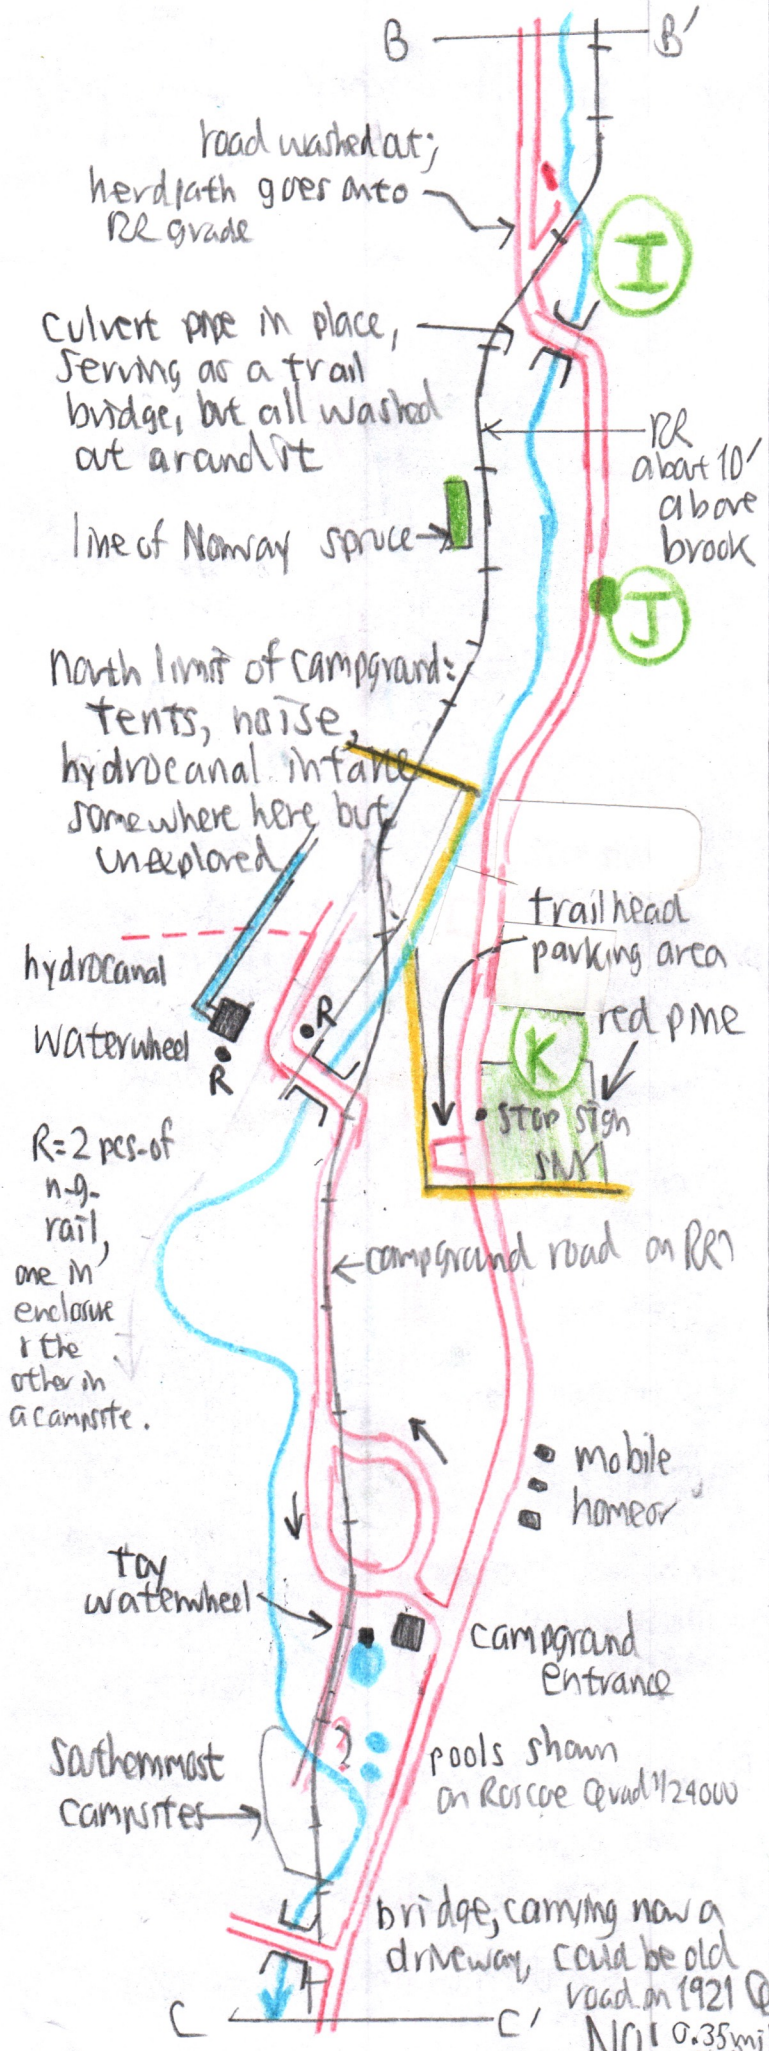 B
B'
road washed out;
herdpath goes onto
RR grade
I
culvert pipe in place,
serving as a trail
bridge, but all washed
out around it
RR
about 10'
above
brook
line of Norway spruce
J
north limit of campground:
tents, noise,
hydrocanal intake
somewhere here but
unexplored
trailhead
parking area
hydrocanal
R
K
red pine
waterwheel
R
stop sign
R=2 pcs. of
n.g.
rail,
one in
enclosure
& the
other in
a campsite.
campground road on RR
mobile
homes
toy
waterwheel
campground
entrance
?
southernmost
campsites
pools shown
on Roscoe Quad 1/24000
bridge, carrying now a
driveway, could be old
road on 1921 Q
C
C'
NO! 0.35 mi